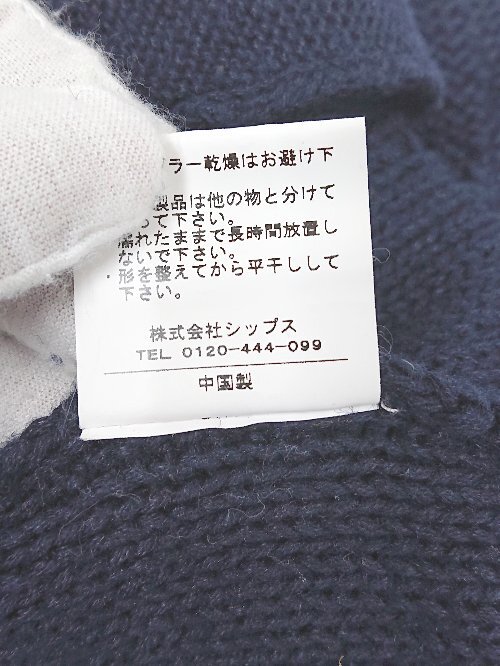 ラー乾燥はお避け下
製品は他の物と分けて
って下さい。
濡れたままで長時間放置し
ないで下さい。
・形を整えてから平干しして
下さい。
株式会社シップス
TEL 0120-444-099
中国製